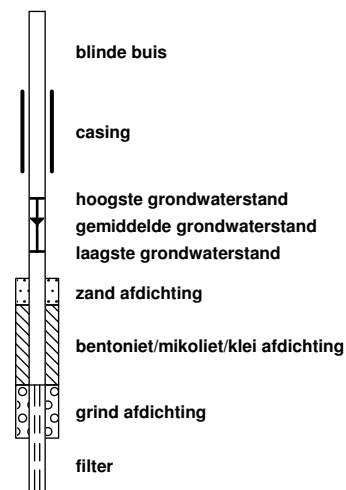 blinde buis
casing
hoogste grondwaterstand
gemiddelde grondwaterstand
laagste grondwaterstand
zand afdichting
bentoniet/mikoliet/klei afdichting
grind afdichting
filter